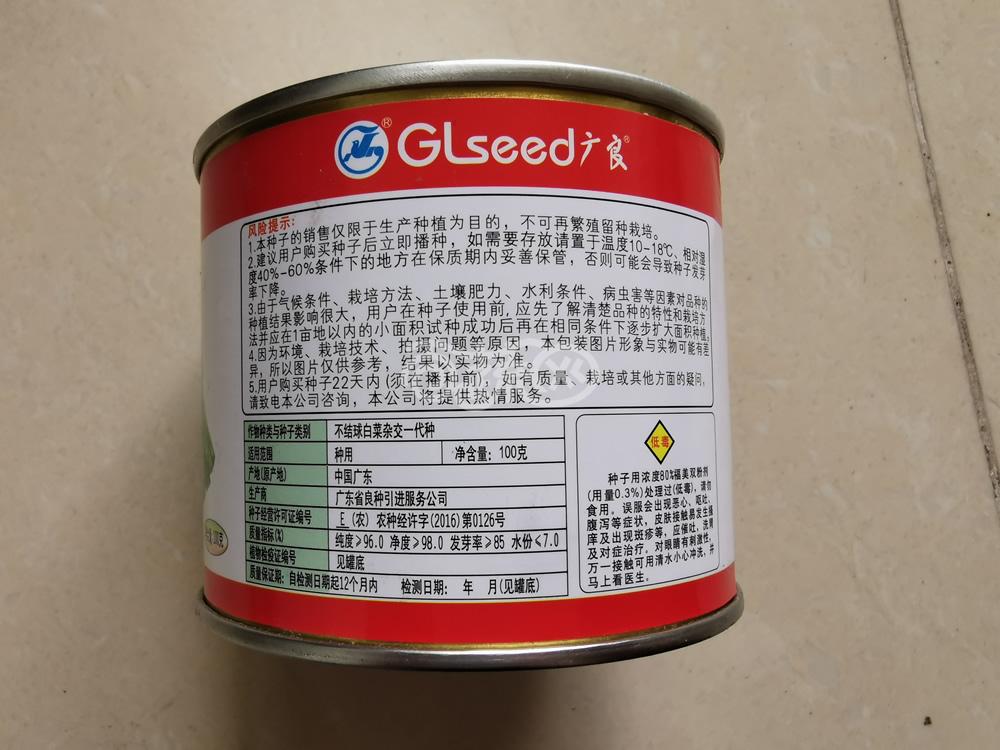 GLseed广良®
风险提示:
1.本种子的销售仅限于生产种植为目的，不可再繁殖留种栽培。
2.建议用户购买种子后立即播种，如需要存放请置于温度10-18℃、相对湿
度40%-60%条件下的地方在保质期内妥善保管，否则可能会导致种子发芽
率下降。
3.由于气候条件、栽培方法、土壤肥力、水利条件、病虫害等因素对品种的
种植结果影响很大，用户在种子使用前,应先了解清楚品种的特性和栽培方
法并应在1亩地以内的小面积试种成功后再在相同条件下逐步扩大面积种植。
4.因为环境、栽培技术、拍摄问题等原因，本包装图片形象与实物可能有差
异，所以图片仅供参考，结果以实物为准。
5.用户购买种子22天内(须在播种前)，如有质量、栽培或其他方面的疑问，
请致电本公司咨询，本公司将提供热情服务。
作物种类与种子类别 不结球白菜杂交一代种
适用范围 种用 净含量：100克
产地(原产地) 中国广东
生产商 广东省良种引进服务公司
种子经营许可证编号 E (农) 农种经许字(2016)第0126号
质量指标(%) 纯度≥96.0 净度≥98.0 发芽率≥85 水份≤7.0
植物检验证编号 见罐底
质量保证期：自检测日期起12个月内 检测日期： 年 月(见罐底)
低毒
种子用浓度80%福美双粉剂
(用量0.3%)处理过(低毒)，请勿
食用。误服会出现恶心、呕吐、
腹泻等症状，皮肤接触易发生搔
庠及出现斑疹等，应催吐，洗胃
及对症治疗。对眼睛有刺激性，
万一接触可用清水小心冲洗，并
马上看医生。